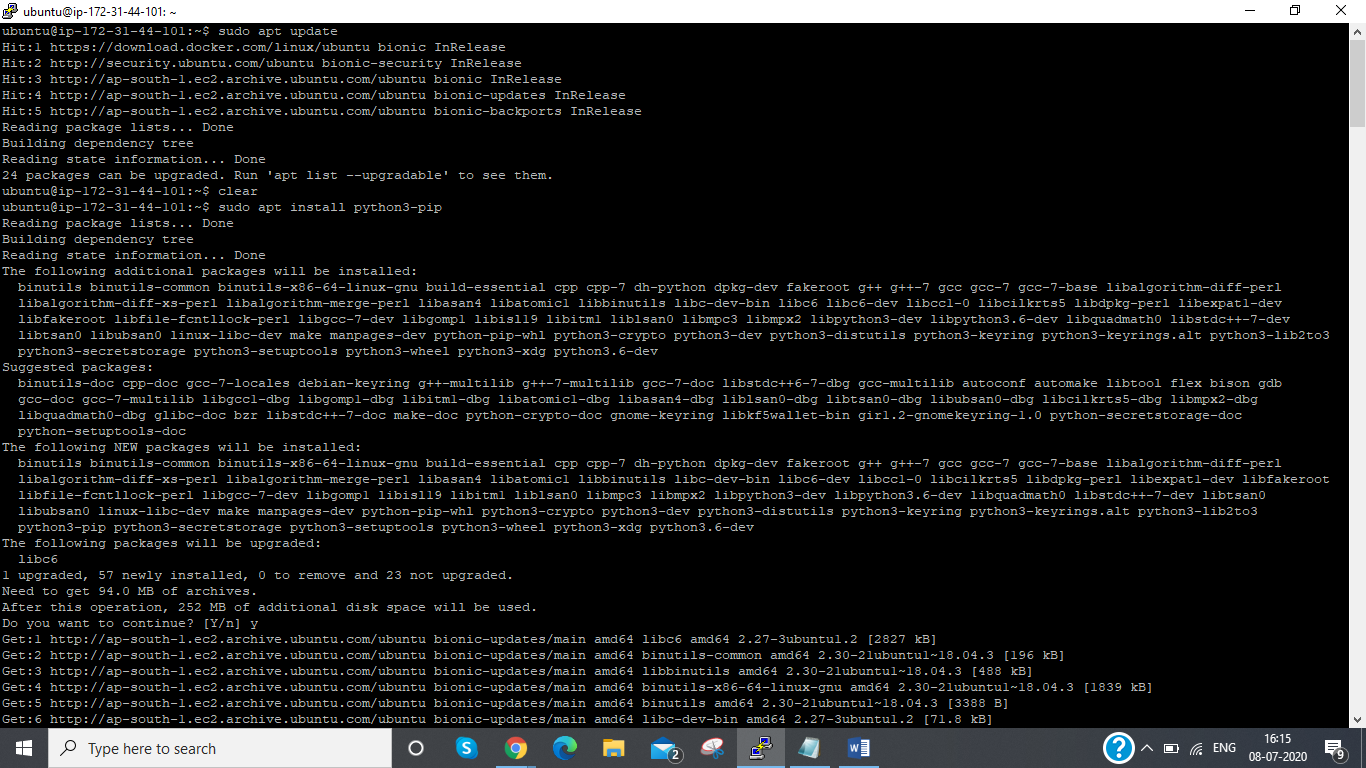 ubuntu@ip-172-31-44-101: ~
ubuntu@ip-172-31-44-101:~$ sudo apt update
Hit:1 https://download.docker.com/linux/ubuntu bionic InRelease
Hit:2 http://security.ubuntu.com/ubuntu bionic-security InRelease
Hit:3 http://ap-south-1.ec2.archive.ubuntu.com/ubuntu bionic InRelease
Hit:4 http://ap-south-1.ec2.archive.ubuntu.com/ubuntu bionic-updates InRelease
Hit:5 http://ap-south-1.ec2.archive.ubuntu.com/ubuntu bionic-backports InRelease
Reading package lists... Done
Building dependency tree
Reading state information... Done
24 packages can be upgraded. Run 'apt list --upgradable' to see them.
ubuntu@ip-172-31-44-101:~$ clear
ubuntu@ip-172-31-44-101:~$ sudo apt install python3-pip
Reading package lists... Done
Building dependency tree
Reading state information... Done
The following additional packages will be installed:
binutils binutils-common binutils-x86-64-linux-gnu build-essential cpp cpp-7 dh-python dpkg-dev fakeroot g++ g++-7 gcc gcc-7 gcc-7-base libalgorithm-diff-perl
libalgorithm-diff-xs-perl libalgorithm-merge-perl libasan4 libatomic1 libbinutils libc-dev-bin libc6 libc6-dev libcc1-0 libcilkrts5 libdpkg-perl libexpat1-dev
libfakeroot libfile-fcntllock-perl libgcc-7-dev libgomp1 libisl19 libitm1 liblsan0 libmpc3 libmpx2 libpython3-dev libpython3.6-dev libquadmath0 libstdc++-7-dev
libtsan0 libubsan0 linux-libc-dev make manpages-dev python-pip-whl python3-crypto python3-dev python3-distutils python3-keyring python3-keyrings.alt python3-lib2to3
python3-secretstorage python3-setuptools python3-wheel python3-xdg python3.6-dev
Suggested packages:
binutils-doc cpp-doc gcc-7-locales debian-keyring g++-multilib g++-7-multilib gcc-7-doc libstdc++6-7-dbg gcc-multilib autoconf automake libtool flex bison gdb
gcc-doc gcc-7-multilib libgcc1-dbg libgomp1-dbg libitm1-dbg libatomic1-dbg libasan4-dbg liblsan0-dbg libtsan0-dbg libubsan0-dbg libcilkrts5-dbg libmpx2-dbg
libquadmath0-dbg glibc-doc bzr libstdc++-7-doc make-doc python-crypto-doc gnome-keyring libkf5wallet-bin gir1.2-gnomekeyring-1.0 python-secretstorage-doc
python-setuptools-doc
The following NEW packages will be installed:
binutils binutils-common binutils-x86-64-linux-gnu build-essential cpp cpp-7 dh-python dpkg-dev fakeroot g++ g++-7 gcc gcc-7 gcc-7-base libalgorithm-diff-perl
libalgorithm-diff-xs-perl libalgorithm-merge-perl libasan4 libatomic1 libbinutils libc-dev-bin libc6-dev libcc1-0 libcilkrts5 libdpkg-perl libexpat1-dev libfakeroot
libfile-fcntllock-perl libgcc-7-dev libgomp1 libisl19 libitm1 liblsan0 libmpc3 libmpx2 libpython3-dev libpython3.6-dev libquadmath0 libstdc++-7-dev libtsan0
libubsan0 linux-libc-dev make manpages-dev python-pip-whl python3-crypto python3-dev python3-distutils python3-keyring python3-keyrings.alt python3-lib2to3
python3-pip python3-secretstorage python3-setuptools python3-wheel python3-xdg python3.6-dev
The following packages will be upgraded:
libc6
1 upgraded, 57 newly installed, 0 to remove and 23 not upgraded.
Need to get 94.0 MB of archives.
After this operation, 252 MB of additional disk space will be used.
Do you want to continue? [Y/n] y
Get:1 http://ap-south-1.ec2.archive.ubuntu.com/ubuntu bionic-updates/main amd64 libc6 amd64 2.27-3ubuntu1.2 [2827 kB]
Get:2 http://ap-south-1.ec2.archive.ubuntu.com/ubuntu bionic-updates/main amd64 binutils-common amd64 2.30-21ubuntu1~18.04.3 [196 kB]
Get:3 http://ap-south-1.ec2.archive.ubuntu.com/ubuntu bionic-updates/main amd64 libbinutils amd64 2.30-21ubuntu1~18.04.3 [488 kB]
Get:4 http://ap-south-1.ec2.archive.ubuntu.com/ubuntu bionic-updates/main amd64 binutils-x86-64-linux-gnu amd64 2.30-21ubuntu1~18.04.3 [1839 kB]
Get:5 http://ap-south-1.ec2.archive.ubuntu.com/ubuntu bionic-updates/main amd64 binutils amd64 2.30-21ubuntu1~18.04.3 [3388 B]
Get:6 http://ap-south-1.ec2.archive.ubuntu.com/ubuntu bionic-updates/main amd64 libc-dev-bin amd64 2.27-3ubuntu1.2 [71.8 kB]
Type here to search
2
ENG
16:15
08-07-2020
9